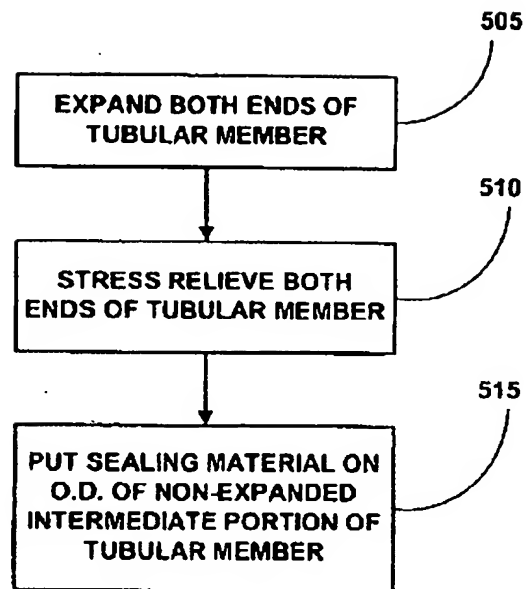 505
EXPAND BOTH ENDS OF
TUBULAR MEMBER
510
STRESS RELIEVE BOTH
ENDS OF TUBULAR MEMBER
515
PUT SEALING MATERIAL ON
O.D. OF NON-EXPANDED
INTERMEDIATE PORTION OF
TUBULAR MEMBER